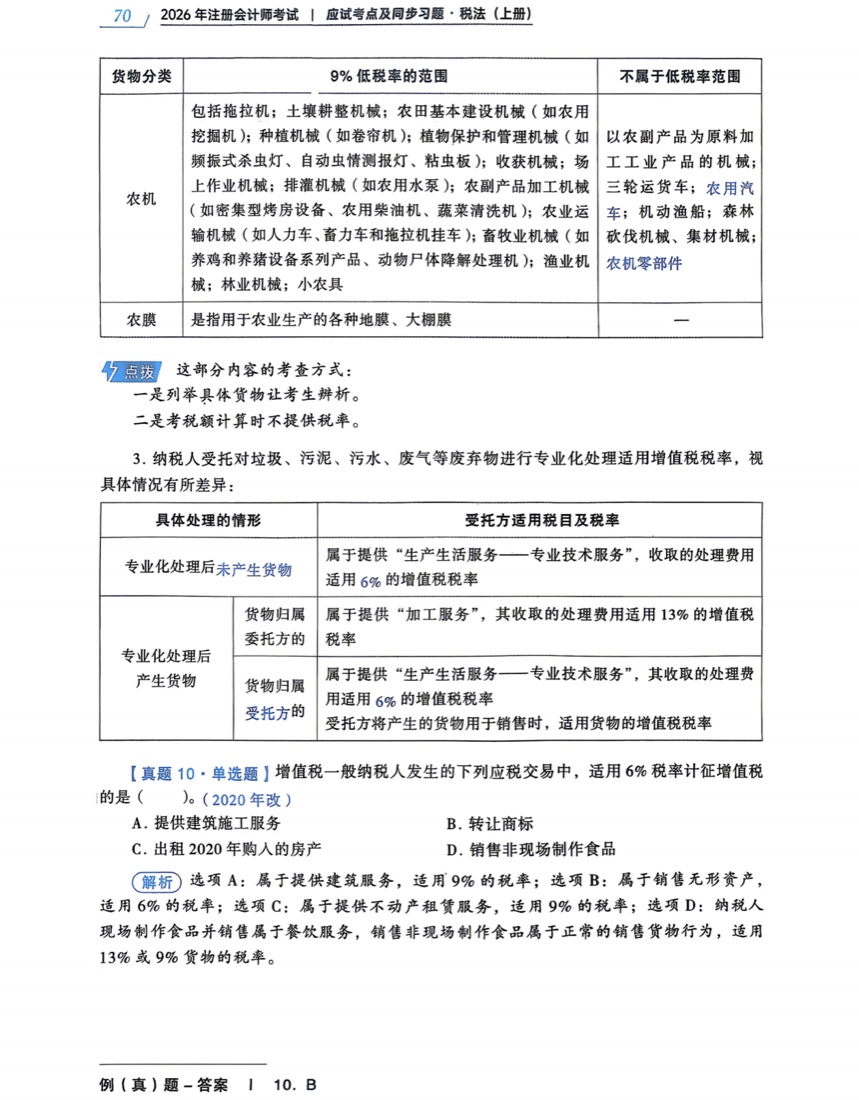 70 2026年注册会计师考试 | 应试考点及同步习题·税法（上册）
货物分类 9%低税率的范围 不属于低税率范围
农机
包括拖拉机；土壤耕整机械；农田基本建设机械（如农用
挖掘机）；种植机械（如卷帘机）；植物保护和管理机械（如
频振式杀虫灯、自动虫情测报灯、粘虫板）；收获机械；场
上作业机械；排灌机械（如农用水泵）；农副产品加工机械
（如密集型烤房设备、农用柴油机、蔬菜清洗机）；农业运
输机械（如人力车、畜力车和拖拉机挂车）；畜牧业机械（如
养鸡和养猪设备系列产品、动物尸体降解处理机）；渔业机
械；林业机械；小农具
以农副产品为原料加
工工业产品的机械；
三轮运货车；农用汽
车；机动渔船；森林
砍伐机械、集材机械；
农机零部件
农膜 是指用于农业生产的各种地膜、大棚膜 —
点拨 这部分内容的考查方式：
一是列举具体货物让考生辨析。
二是考税额计算时不提供税率。
3. 纳税人受托对垃圾、污泥、污水、废气等废弃物进行专业化处理适用增值税税率，视
具体情况有所差异：
具体处理的情形 受托方适用税目及税率
专业化处理后未产生货物
属于提供“生产生活服务——专业技术服务”，收取的处理费用
适用6%的增值税税率
专业化处理后
产生货物
货物归属
委托方的
属于提供“加工服务”，其收取的处理费用适用13%的增值税
税率
货物归属
受托方的
属于提供“生产生活服务——专业技术服务”，其收取的处理费
用适用6%的增值税税率
受托方将产生的货物用于销售时，适用货物的增值税税率
【真题10·单选题】增值税一般纳税人发生的下列应税交易中，适用6%税率计征增值税
的是（ ）。（2020年改）
A. 提供建筑施工服务 B. 转让商标
C. 出租2020年购入的房产 D. 销售非现场制作食品
解析 选项A：属于提供建筑服务，适用9%的税率；选项B：属于销售无形资产，
适用6%的税率；选项C：属于提供不动产租赁服务，适用9%的税率；选项D：纳税人
现场制作食品并销售属于餐饮服务，销售非现场制作食品属于正常的销售货物行为，适用
13%或9%货物的税率。
例（真）题-答案 | 10. B